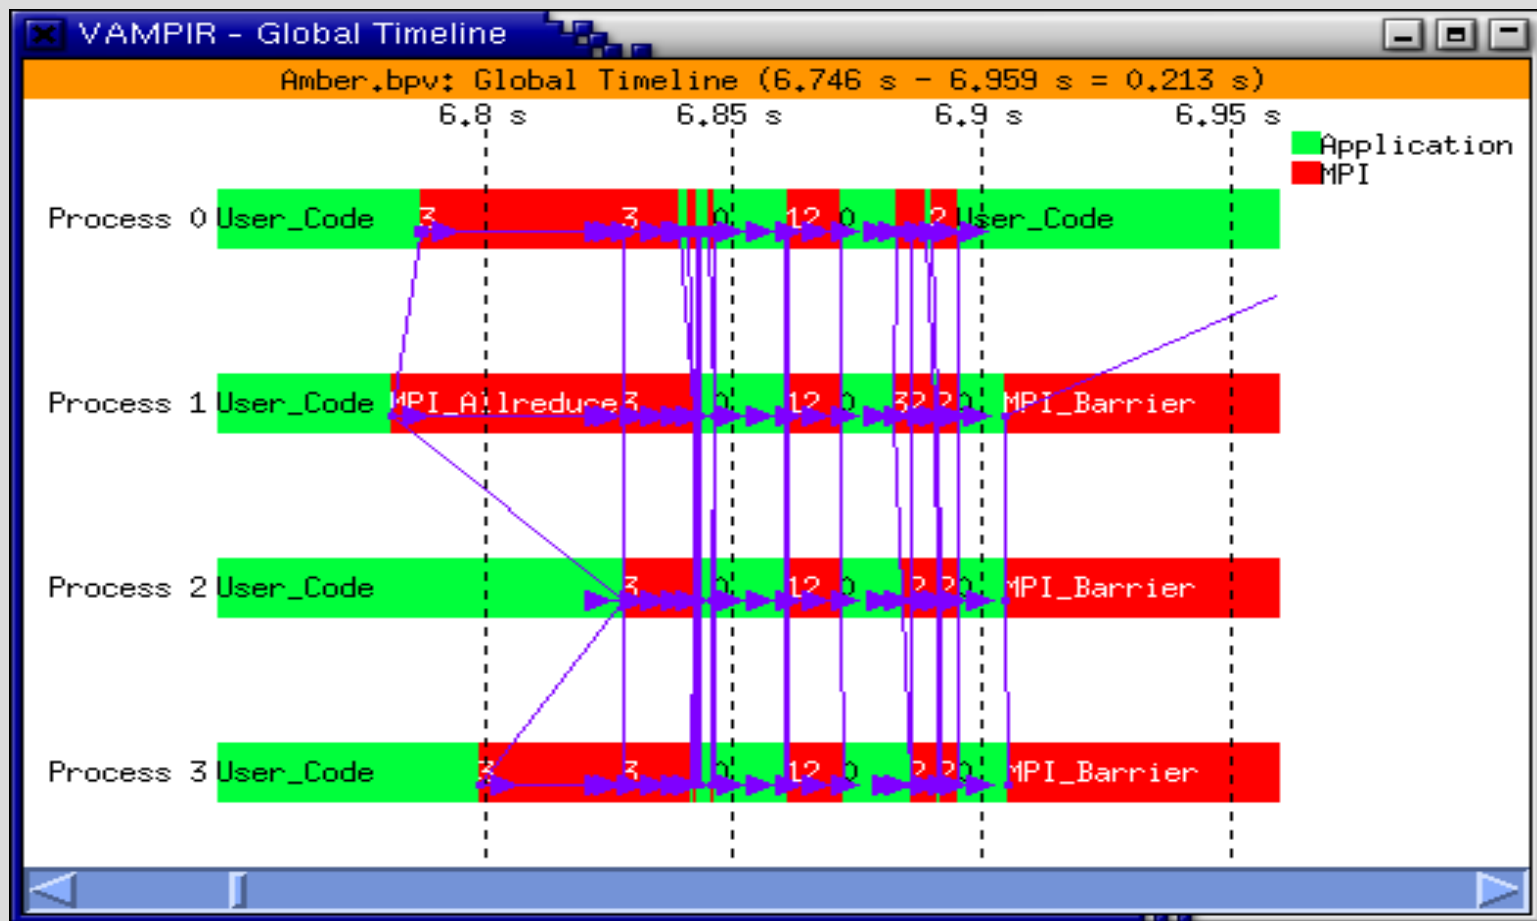 VAMPIR - Global Timeline
Amber.bpv: Global Timeline (6.746 s - 6.959 s = 0.213 s)
6.8 s 6.85 s 6.9 s 6.95 s
Application
MPI
Process 0 User_Code 3 3 0 12 0 2 User_Code
Process 1 User_Code MPI_Allreduce 3 0 12 0 32 2 0 MPI_Barrier
Process 2 User_Code 3 0 12 0 2 2 0 MPI_Barrier
Process 3 User_Code 3 3 0 12 0 2 2 0 MPI_Barrier